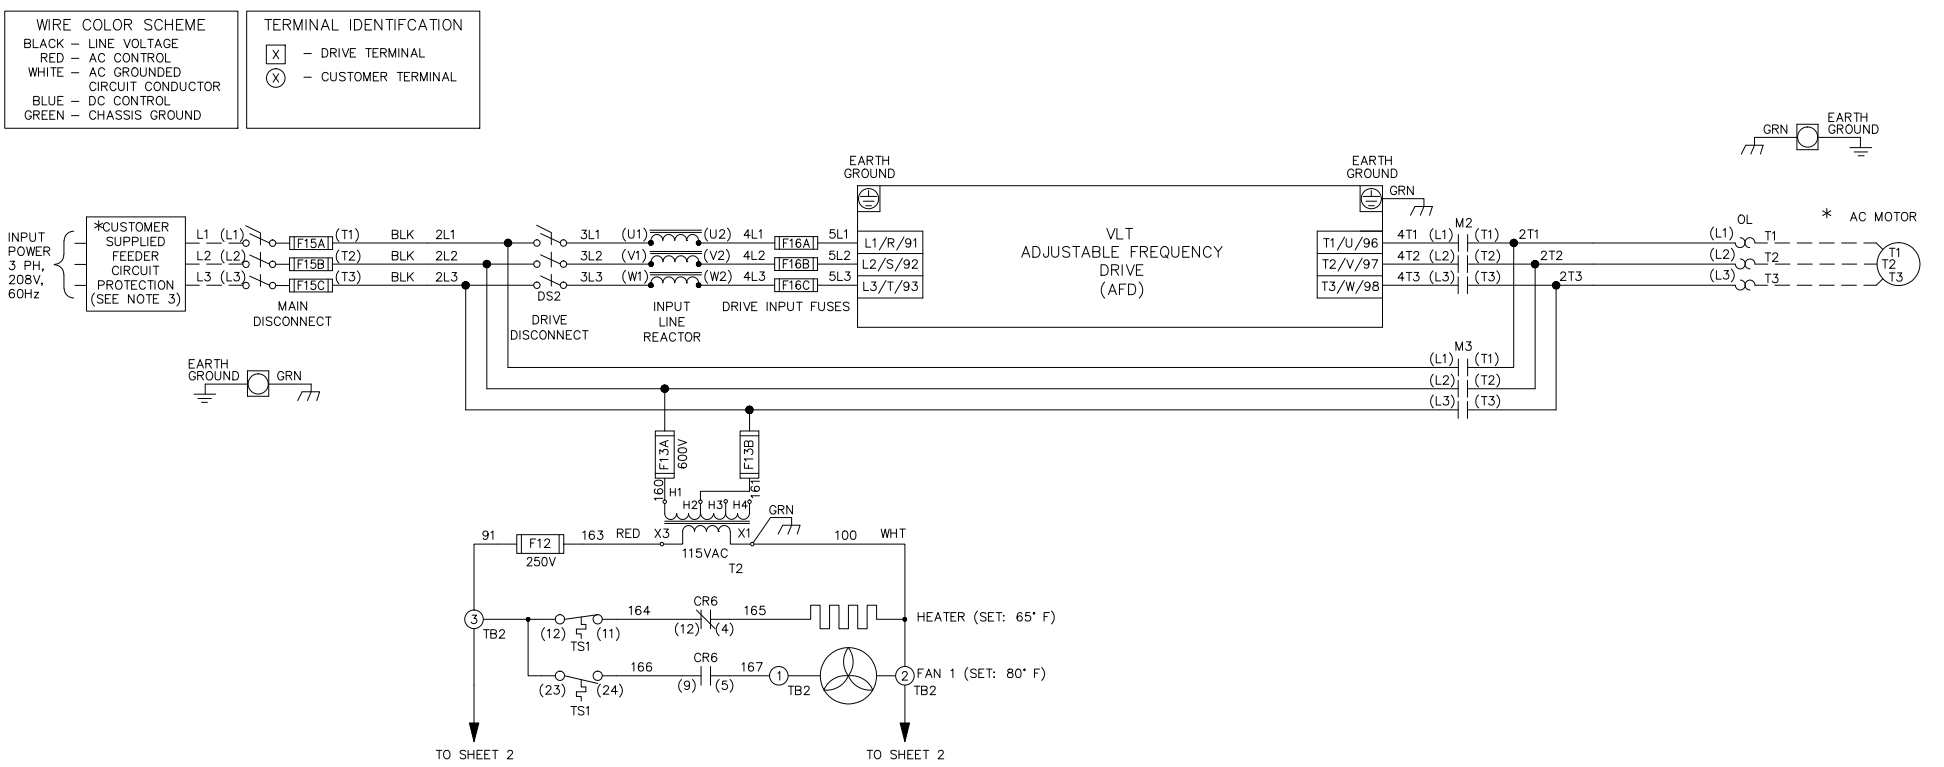 WIRE COLOR SCHEME
BLACK – LINE VOLTAGE
RED – AC CONTROL
WHITE – AC GROUNDED
CIRCUIT CONDUCTOR
BLUE – DC CONTROL
GREEN – CHASSIS GROUND
TERMINAL IDENTIFCATION
X – DRIVE TERMINAL
X – CUSTOMER TERMINAL
GRN
EARTH
GROUND
EARTH
GROUND
EARTH
GROUND
GRN
INPUT
POWER
3 PH,
208V,
60Hz
*CUSTOMER
SUPPLIED
FEEDER
CIRCUIT
PROTECTION
(SEE NOTE 3)
L1 (L1) F15A (T1) BLK 2L1 3L1 (U1) (U2) 4L1 F16A 5L1 L1/R/91
L2 (L2) F15B (T2) BLK 2L2 3L2 (V1) (V2) 4L2 F16B 5L2 L2/S/92
L3 (L3) F15C (T3) BLK 2L3 3L3 (W1) (W2) 4L3 F16C 5L3 L3/T/93
MAIN
DISCONNECT
DS2
DRIVE
DISCONNECT
INPUT
LINE
REACTOR
DRIVE INPUT FUSES
VLT
ADJUSTABLE FREQUENCY
DRIVE
(AFD)
M2
OL
* AC MOTOR
T1/U/96 4T1 (L1) (T1) 2T1 (L1) T1
T2/V/97 4T2 (L2) (T2) 2T2 (L2) T2
T3/W/98 4T3 (L3) (T3) 2T3 (L3) T3
T1
T2
T3
M3
(L1) (T1)
(L2) (T2)
(L3) (T3)
EARTH
GROUND
GRN
F13A
600V
F13B
160
161
H1
H2 H3 H4
GRN
91 F12 163 RED X3 X1 100 WHT
250V
115VAC
T2
3
TB2
164 CR6 165
(12) (11) (12) (4)
TS1
HEATER (SET: 65° F)
166 CR6 167
(23) (24) (9) (5)
TS1
1
TB2
2
TB2
FAN 1 (SET: 80° F)
TO SHEET 2
TO SHEET 2